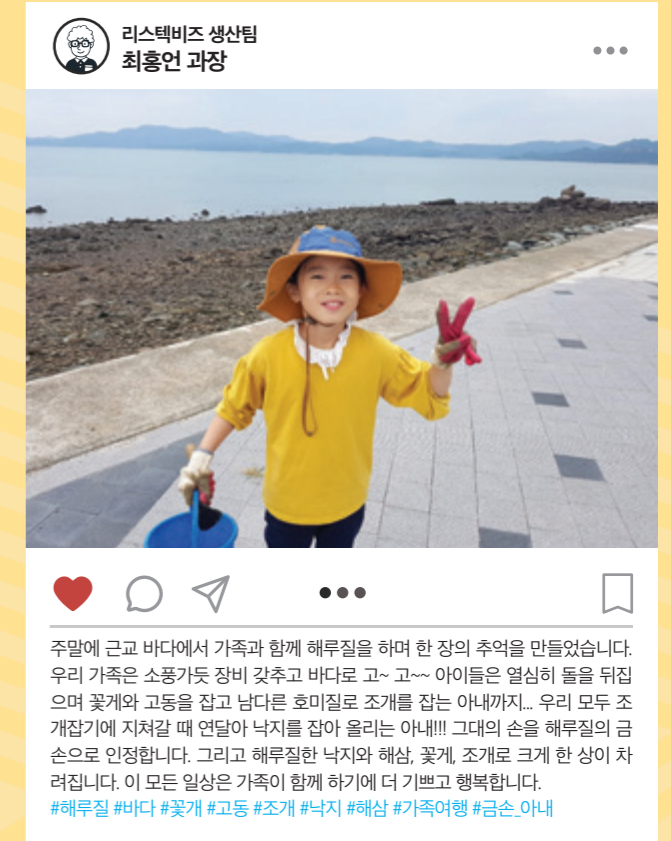 리스텍비즈 생산팀
최홍언 과장
주말에 근교 바다에서 가족과 함께 해루질을 하며 한 장의 추억을 만들었습니다.
우리 가족은 소풍가듯 장비 갖추고 바다로 고~ 고~~ 아이들은 열심히 돌을 뒤집
으며 꽃게와 고동을 잡고 남다른 호미질로 조개를 잡는 아내까지... 우리 모두 조
개잡기에 지쳐갈 때 연달아 낙지를 잡아 올리는 아내!!! 그대의 손을 해루질의 금
손으로 인정합니다. 그리고 해루질한 낙지와 해삼, 꽃게, 조개로 크게 한 상이 차
려집니다. 이 모든 일상은 가족이 함께 하기에 더 기쁘고 행복합니다.
#해루질 #바다 #꽃개 #고동 #조개 #낙지 #해삼 #가족여행 #금손_아내